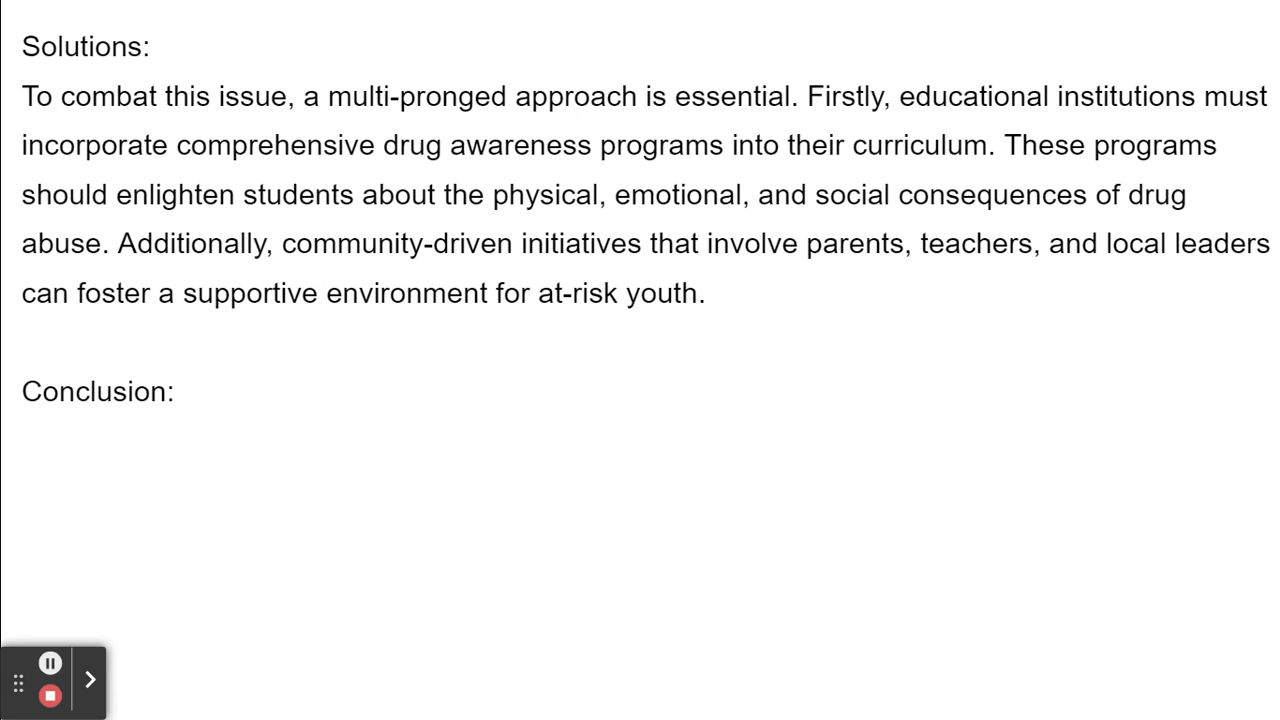 Solutions:
To combat this issue, a multi-pronged approach is essential. Firstly, educational institutions must
incorporate comprehensive drug awareness programs into their curriculum. These programs
should enlighten students about the physical, emotional, and social consequences of drug
abuse. Additionally, community-driven initiatives that involve parents, teachers, and local leaders
can foster a supportive environment for at-risk youth.
Conclusion: